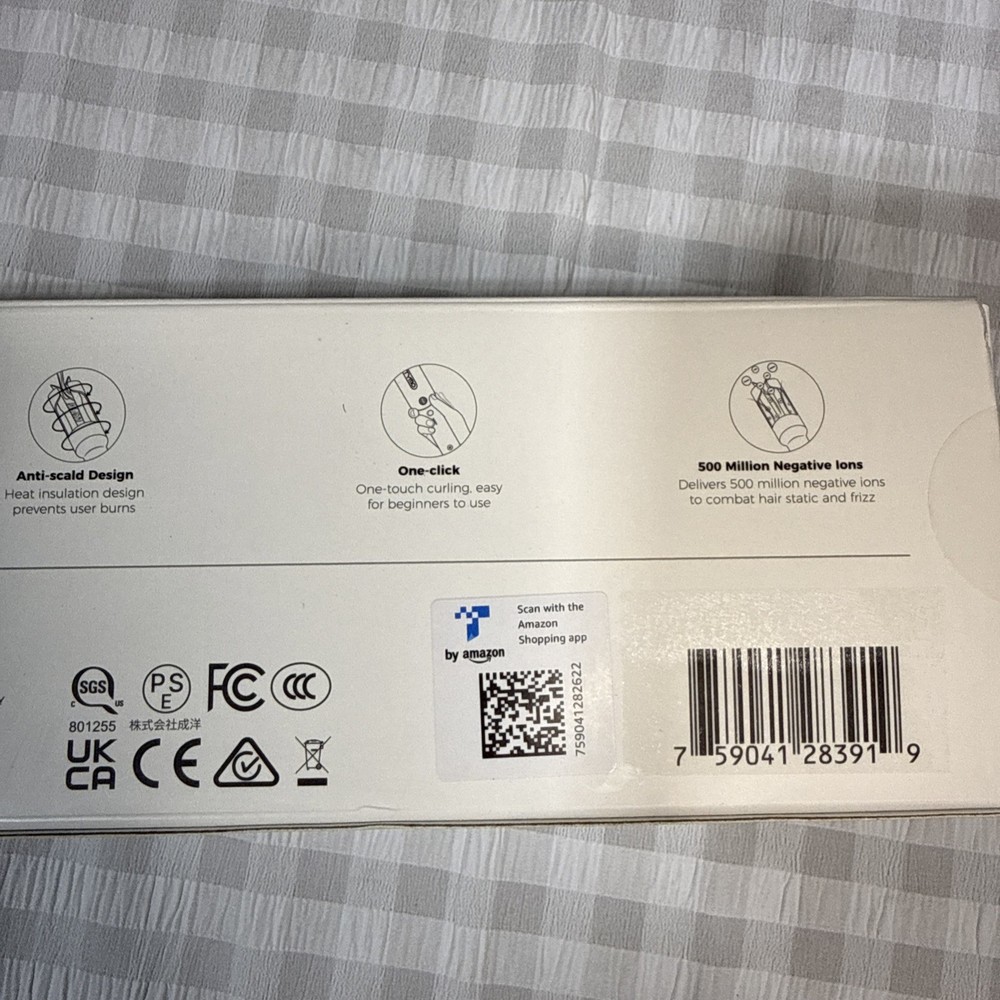 Anti-scald Design
Heat insulation design
prevents user burns
One-click
One-touch curling, easy
for beginners to use
500 Million Negative Ions
Delivers 500 million negative ions
to combat hair static and frizz
Scan with the
Amazon
Shopping app
by amazon
759041282622
SGS
C US
801255
PS
E
株式会社成洋
FC
CCC
UK
CA
CE
7 59041 28391 9